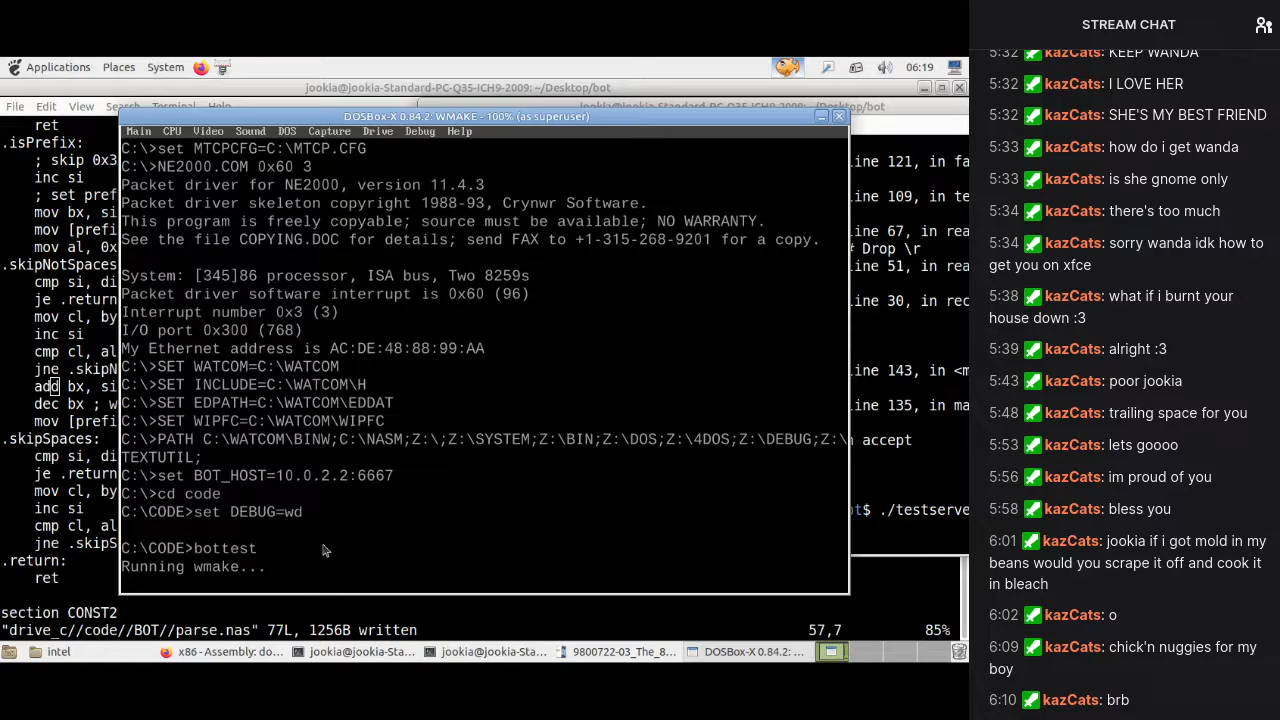 Applications Places System 06:19
jookla@jookia-Standard-PC-Q35-ICH9-2009: ~/Desktop/bot
File Edit View Search Terminal Help
jookia@jookia-Standard-PC-Q35-ICH9-2009: ~/Desktop/bot
DOSBox-X 0.84.2: WMAKE - 100% (as superuser)
Main CPU Video Sound DOS Capture Drive Debug Help
C:\>set MTCPCFG=C:\MTCP.CFG
C:\>NE2000.COM 0x60 3
Packet driver for NE2000, version 11.4.3
Packet driver skeleton copyright 1988-93, Crynwr Software.
This program is freely copyable; source must be available; NO WARRANTY.
See the file COPYING.DOC for details; send FAX to +1-315-268-9201 for a copy.
System: [345]86 processor, ISA bus, Two 8259s
Packet driver software interrupt is 0x60 (96)
Interrupt number 0x3 (3)
I/O port 0x300 (768)
My Ethernet address is AC:DE:48:88:99:AA
C:\>SET WATCOM=C:\WATCOM
C:\>SET INCLUDE=C:\WATCOM\H
C:\>SET EDPATH=C:\WATCOM\EDDAT
C:\>SET WIPFC=C:\WATCOM\WIPFC
C:\>PATH C:\WATCOM\BINW;C:\NASM;Z:\;Z:\SYSTEM;Z:\BIN;Z:\DOS;Z:\4DOS;Z:\DEBUG;Z:\
TEXTUTIL;
C:\>set BOT_HOST=10.0.2.2:6667
C:\>cd code
C:\CODE>set DEBUG=wd
C:\CODE>bottest
Running wmake...
ret
.isPrefix:
; skip 0x3
inc si
; set pref
mov bx, si
mov [prefi
mov al, 0x
.skipNotSpaces:
cmp si, di
je .return
mov cl, by
inc si
cmp cl, al
jne .skipN
add bx, si
dec bx ; w
mov [prefi
.skipSpaces:
cmp si, di
je .return
mov cl, by
inc si
cmp cl, al
jne .skipS
.return:
ret
section CONST2
"drive_c//code//BOT//parse.nas" 77L, 1256B written 57,7 85%
line 121, in fa
line 109, in te
line 67, in re
# Drop \r
line 51, in rea
line 30, in rec
line 143, in <m
line 135, in ma
accept
$ ./testserve
intel
x86 - Assembly: do...
jookia@jookia-Sta...
jookia@jookia-Sta...
9800722-03_The_8...
DOSBox-X 0.84.2: ...
STREAM CHAT
5:32 kazCats: KEEP WANDA
5:32 kazCats: I LOVE HER
5:32 kazCats: SHE'S MY BEST FRIEND
5:33 kazCats: how do i get wanda
5:33 kazCats: is she gnome only
5:34 kazCats: there's too much
5:34 kazCats: sorry wanda idk how to
get you on xfce
5:38 kazCats: what if i burnt your
house down :3
5:39 kazCats: alright :3
5:43 kazCats: poor jookia
5:48 kazCats: trailing space for you
5:53 kazCats: lets goooo
5:56 kazCats: im proud of you
5:58 kazCats: bless you
6:01 kazCats: jookia if i got mold in my
beans would you scrape it off and cook it
in bleach
6:02 kazCats: o
6:09 kazCats: chick'n nuggies for my
boy
6:10 kazCats: brb